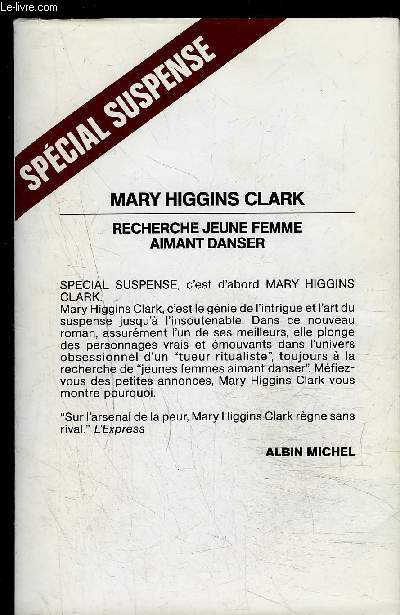 Le-livre.com
SPÉCIAL SUSPENSE
MARY HIGGINS CLARK
RECHERCHE JEUNE FEMME
AIMANT DANSER
SPECIAL SUSPENSE, c'est d'abord MARY HIGGINS
CLARK.
Mary Higgins Clark, c'est le génie de l'intrigue et l'art du
suspense jusqu'à l'insoutenable. Dans ce nouveau
roman, assurément l'un de ses meilleurs, elle plonge
des personnages vrais et émouvants dans l'univers
obsessionnel d'un "tueur ritualiste", toujours à la
recherche de "jeunes femmes aimant danser". Méfiez-
vous des petites annonces, Mary Higgins Clark vous
montre pourquoi.
"Sur l'arsenal de la peur, Mary Higgins Clark règne sans
rival." L'Express
ALBIN MICHEL